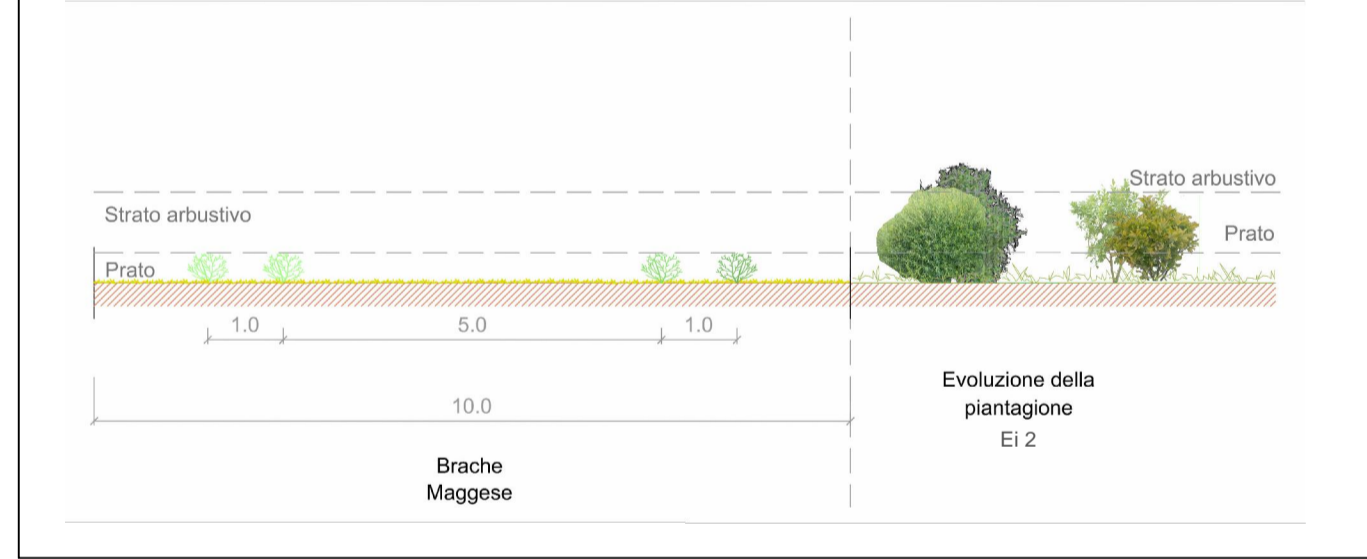 Strato arbustivo
Strato arbustivo
Prato
Prato
1.0 5.0 1.0
10.0
Evoluzione della
piantagione
Ei 2
Brache
Maggese